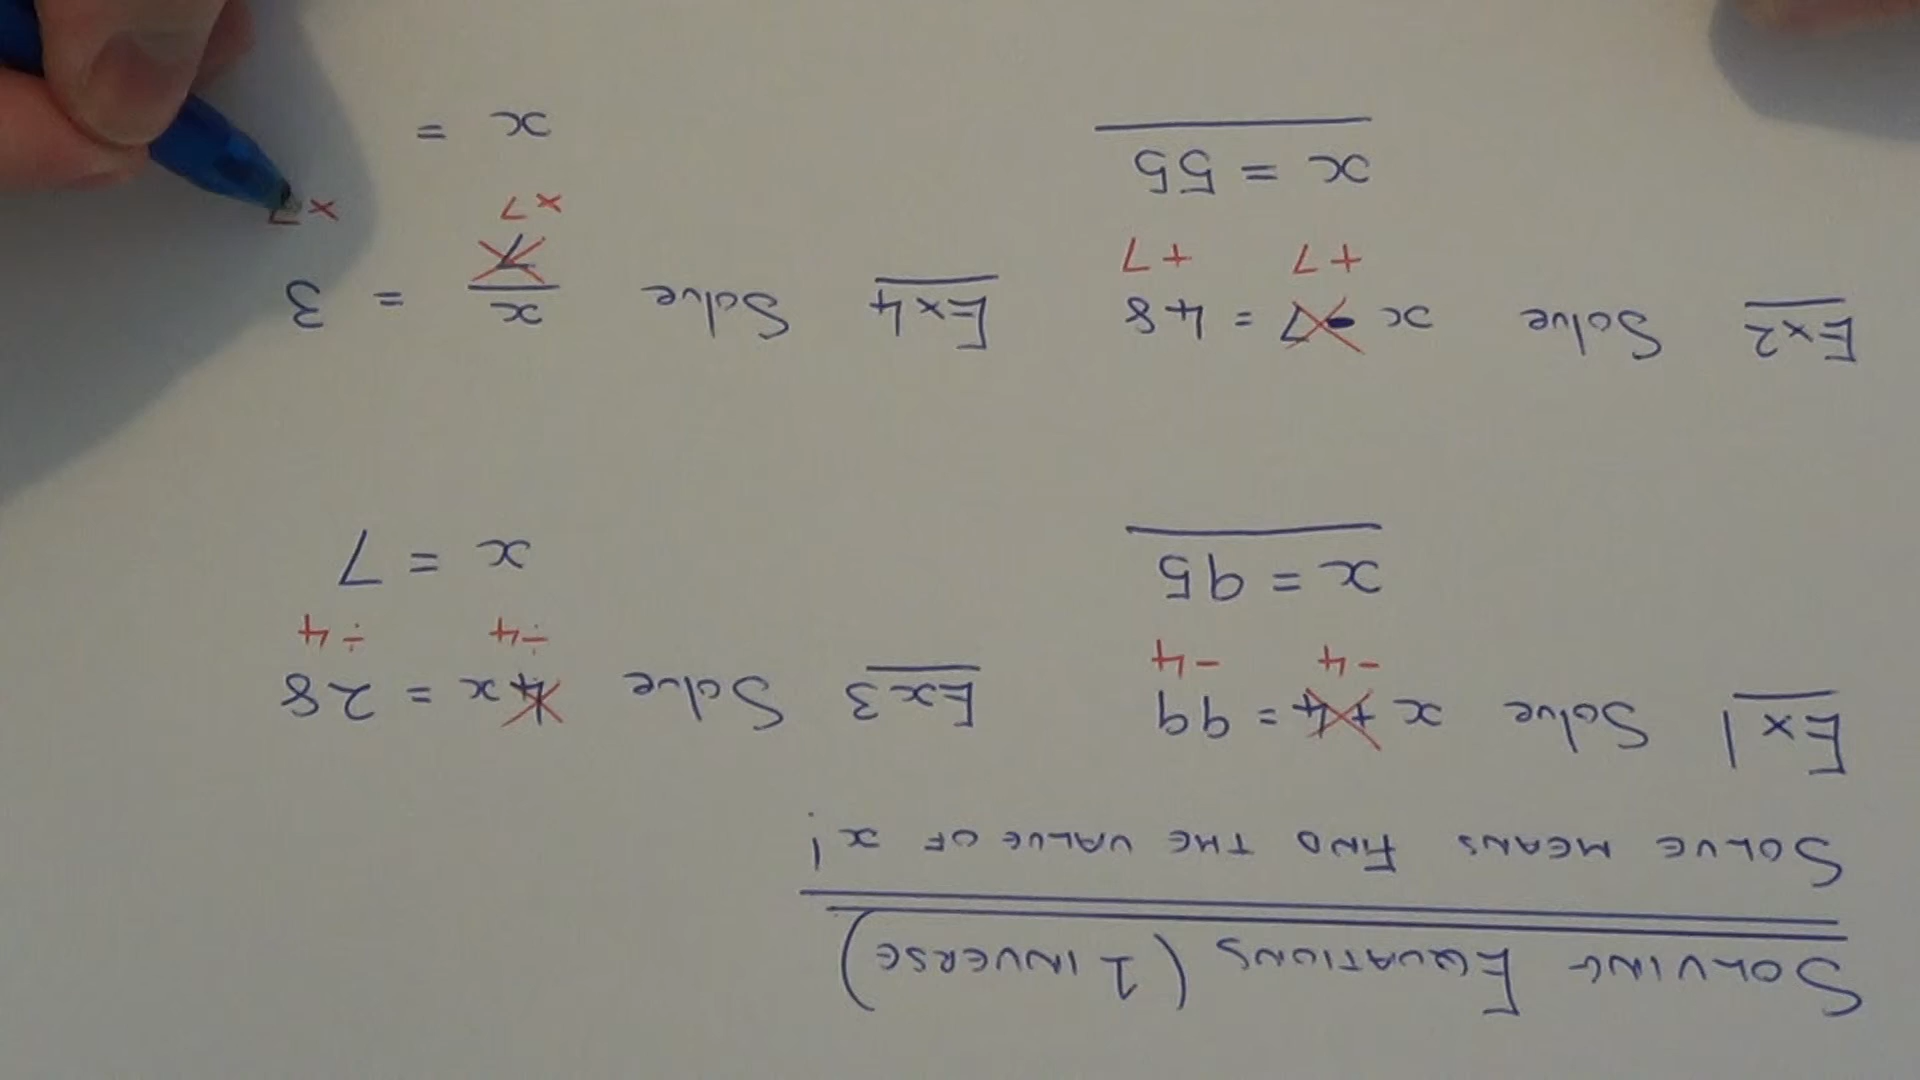 SOLVING EQUATIONS (1 INVERSE)
SOLVE MEANS FIND THE VALUE OF x!
Ex1 Solve x+4 = 99
-4 -4
x = 95
Ex3 Solve 4x = 28
÷4 ÷4
x = 7
Ex2 Solve x-7 = 48
+7 +7
x = 55
Ex4 Solve x/7 = 3
×7 ×7
x =